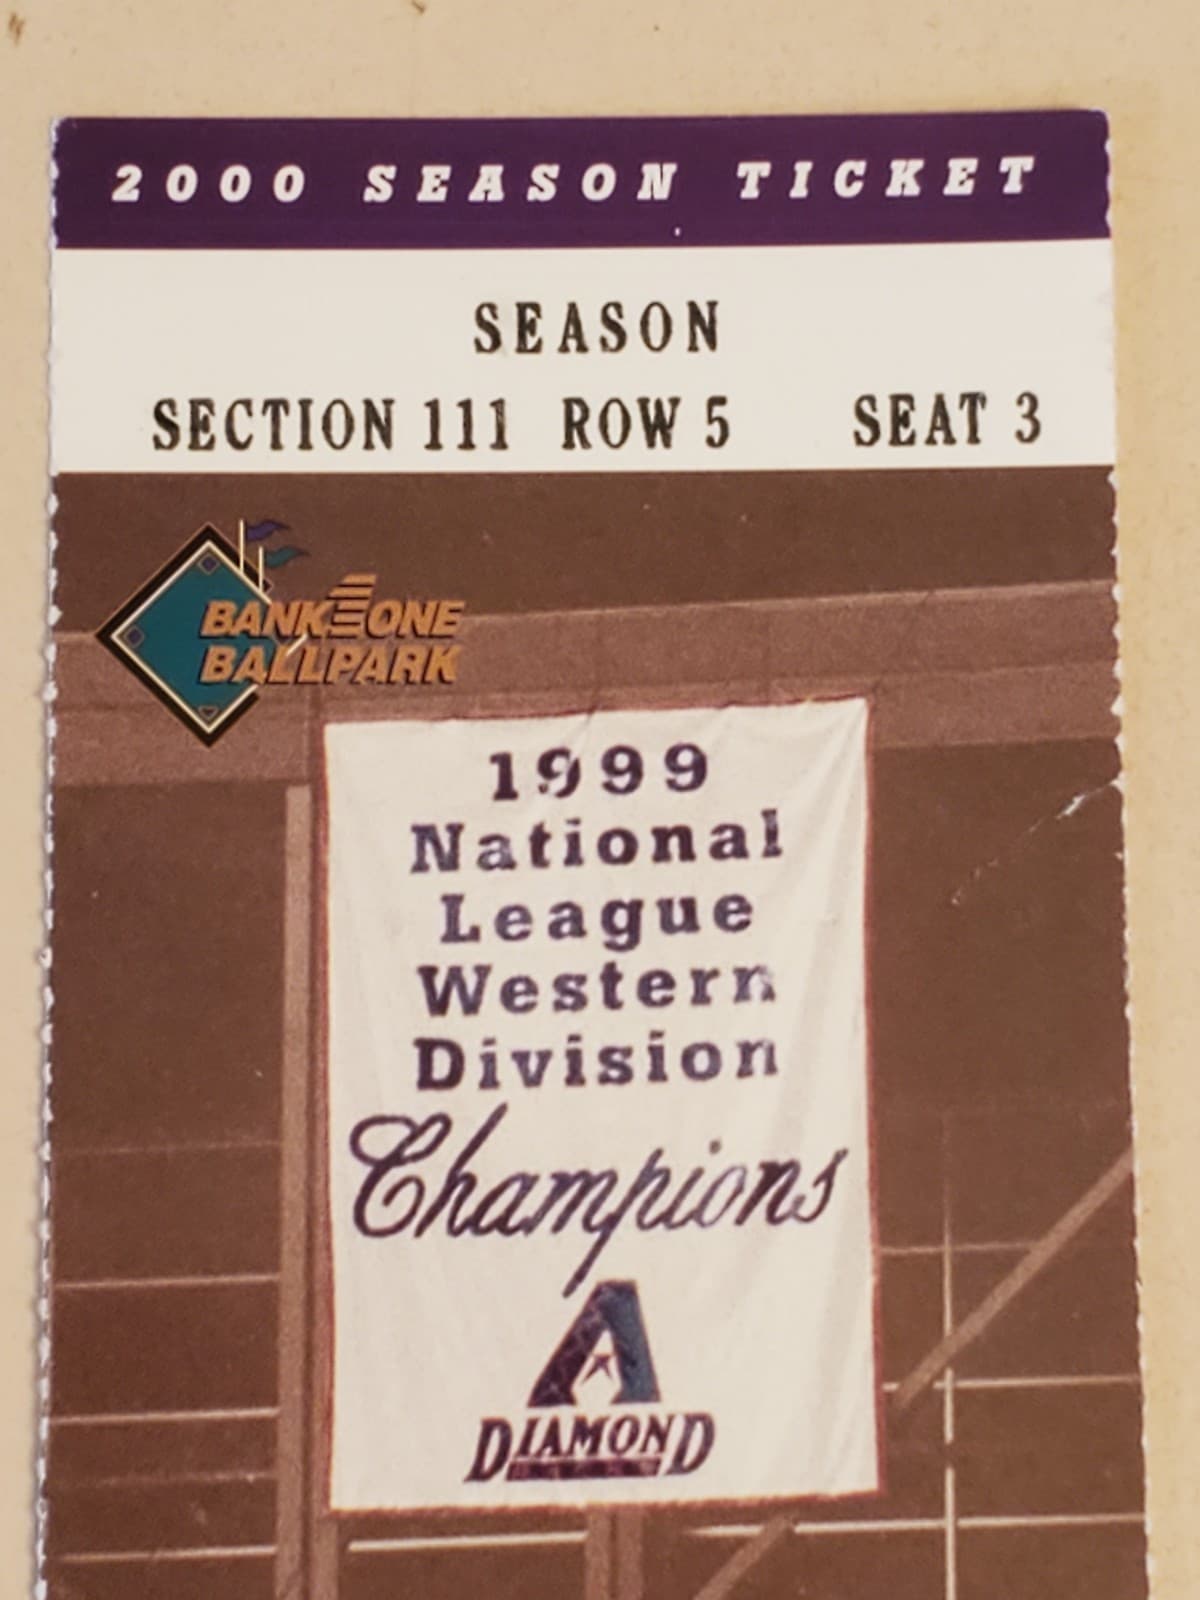 2000 SEASON TICKET
SEASON
SECTION 111 ROW 5 SEAT 3
BANK ONE
BALLPARK
1999
National
League
Western
Division
Champions
A
DIAMOND